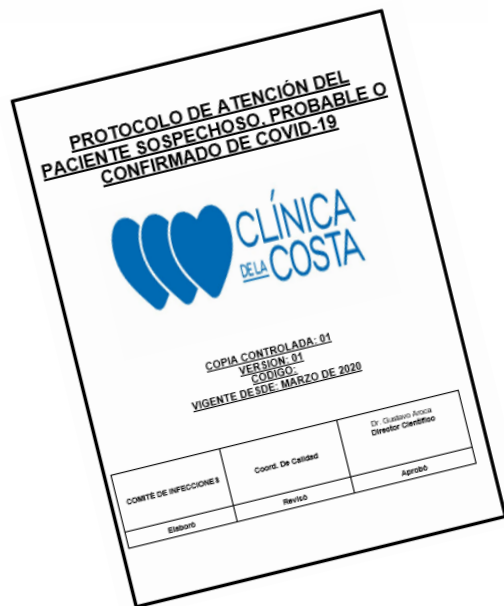 PROTOCOLO DE ATENCIÓN DEL
PACIENTE SOSPECHOSO, PROBABLE O
CONFIRMADO DE COVID-19
CLÍNICA
DE LA COSTA
COPIA CONTROLADA: 01
VERSION: 01
CODIGO:
VIGENTE DESDE: MARZO DE 2020
COMITÉ DE INFECCIONES
Coord. De Calidad
Dr. Gustavo Aroca
Director Científico
Elaboró
Revisó
Aprobó